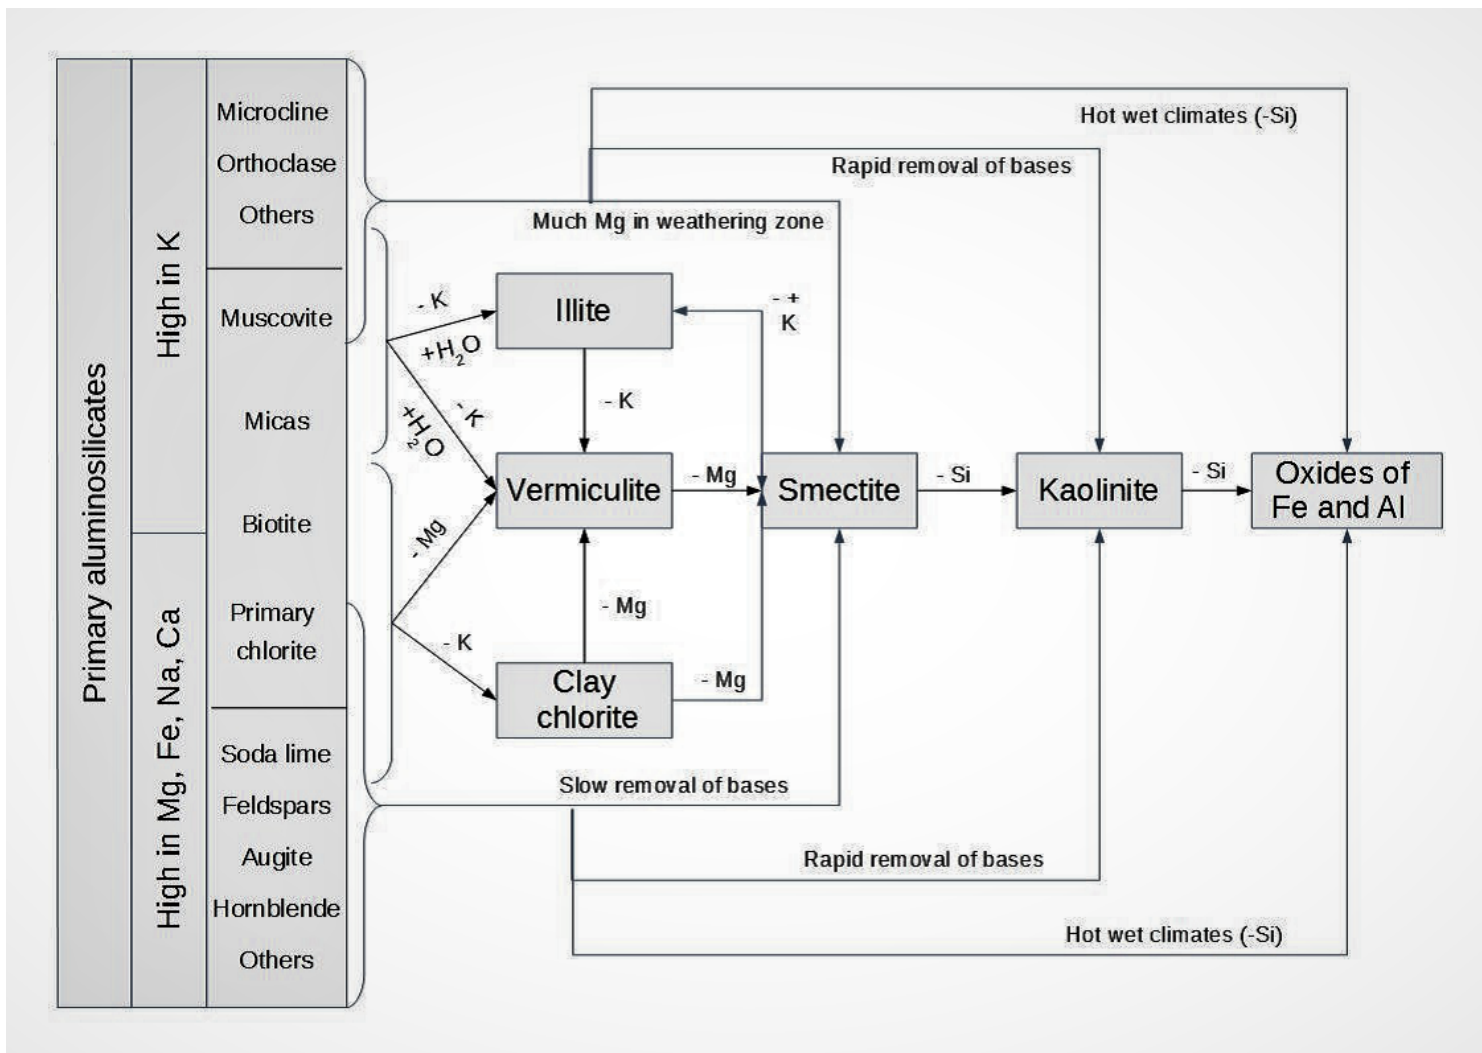 Primary aluminosilicates
High in K
High in Mg, Fe, Na, Ca
Microcline
Orthoclase
Others
Muscovite
Micas
Biotite
Primary
chlorite
Soda lime
Feldspars
Augite
Hornblende
Others
Hot wet climates (-Si)
Rapid removal of bases
Much Mg in weathering zone
- K
+H₂O
Illite
- +
K
- K
- K
+H₂O
Vermiculite
- Mg
Smectite
- Si
Kaolinite
- Si
Oxides of
Fe and Al
- Mg
- Mg
- K
Clay
chlorite
- Mg
Slow removal of bases
Rapid removal of bases
Hot wet climates (-Si)